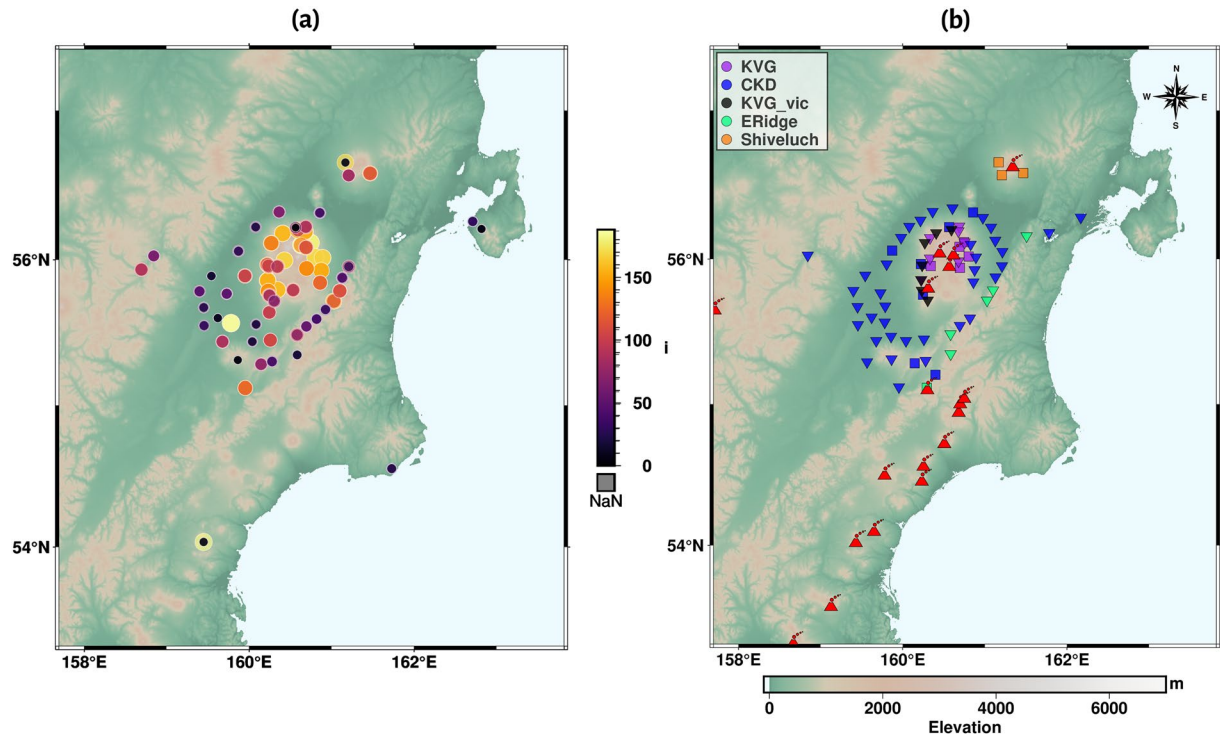 (a)
(b)
KVG
CKD
KVG_vic
ERidge
Shiveluch
N
W
E
S
56°N
54°N
158°E
160°E
162°E
150
100
50
0
i
NaN
56°N
54°N
158°E
160°E
162°E
m
0
2000
4000
6000
Elevation